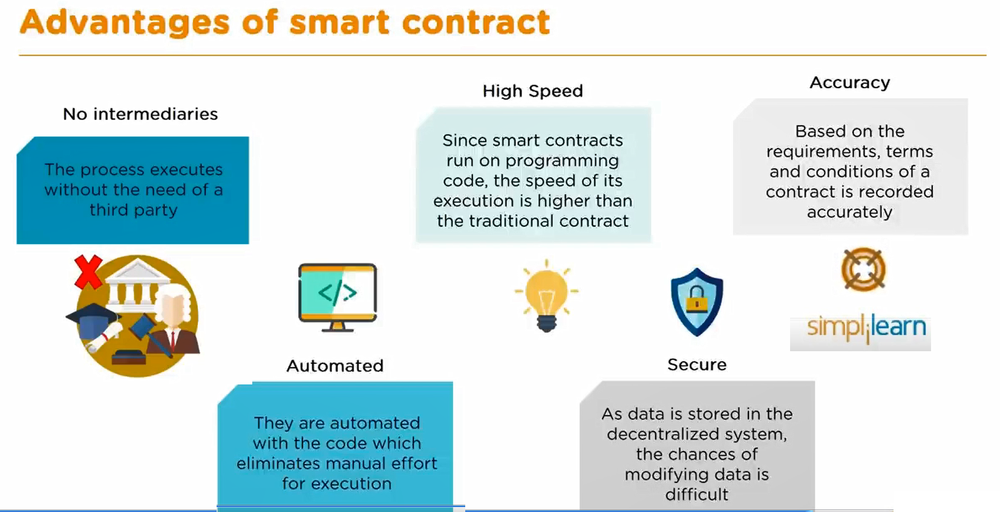 Advantages of smart contract
No intermediaries
The process executes
without the need of a
third party
High Speed
Since smart contracts
run on programming
code, the speed of its
execution is higher than
the traditional contract
Accuracy
Based on the
requirements, terms
and conditions of a
contract is recorded
accurately
</>
simplilearn
Automated
They are automated
with the code which
eliminates manual effort
for execution
Secure
As data is stored in the
decentralized system,
the chances of
modifying data is
difficult